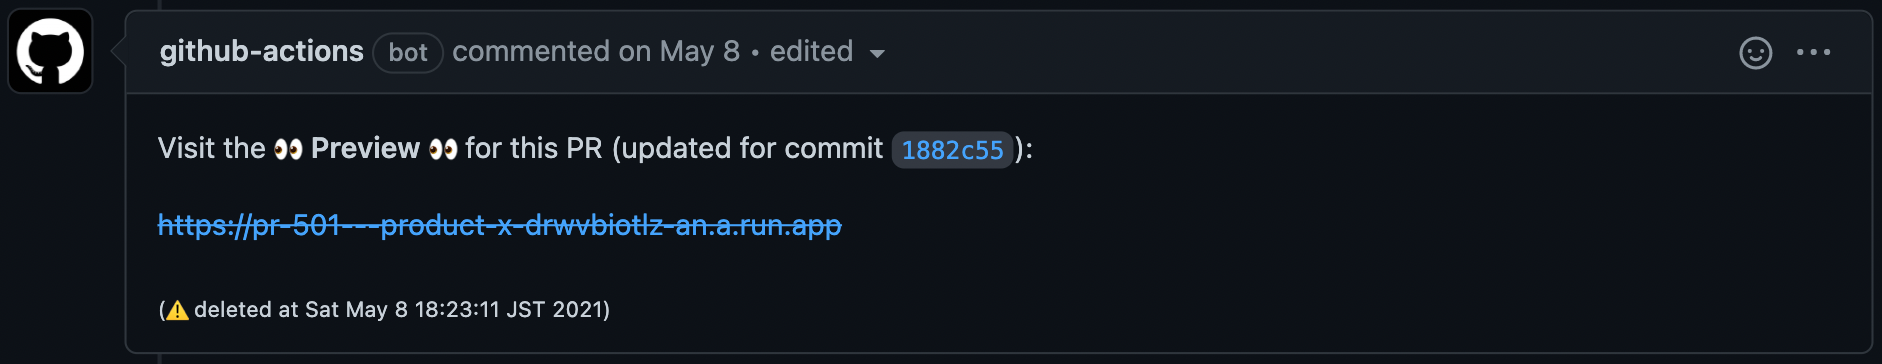 github-actions bot commented on May 8 • edited
Visit the 👀 Preview 👀 for this PR (updated for commit 1882c55):
https://pr-501---product-x-drwvbiotlz-an.a.run.app
(⚠️ deleted at Sat May 8 18:23:11 JST 2021)